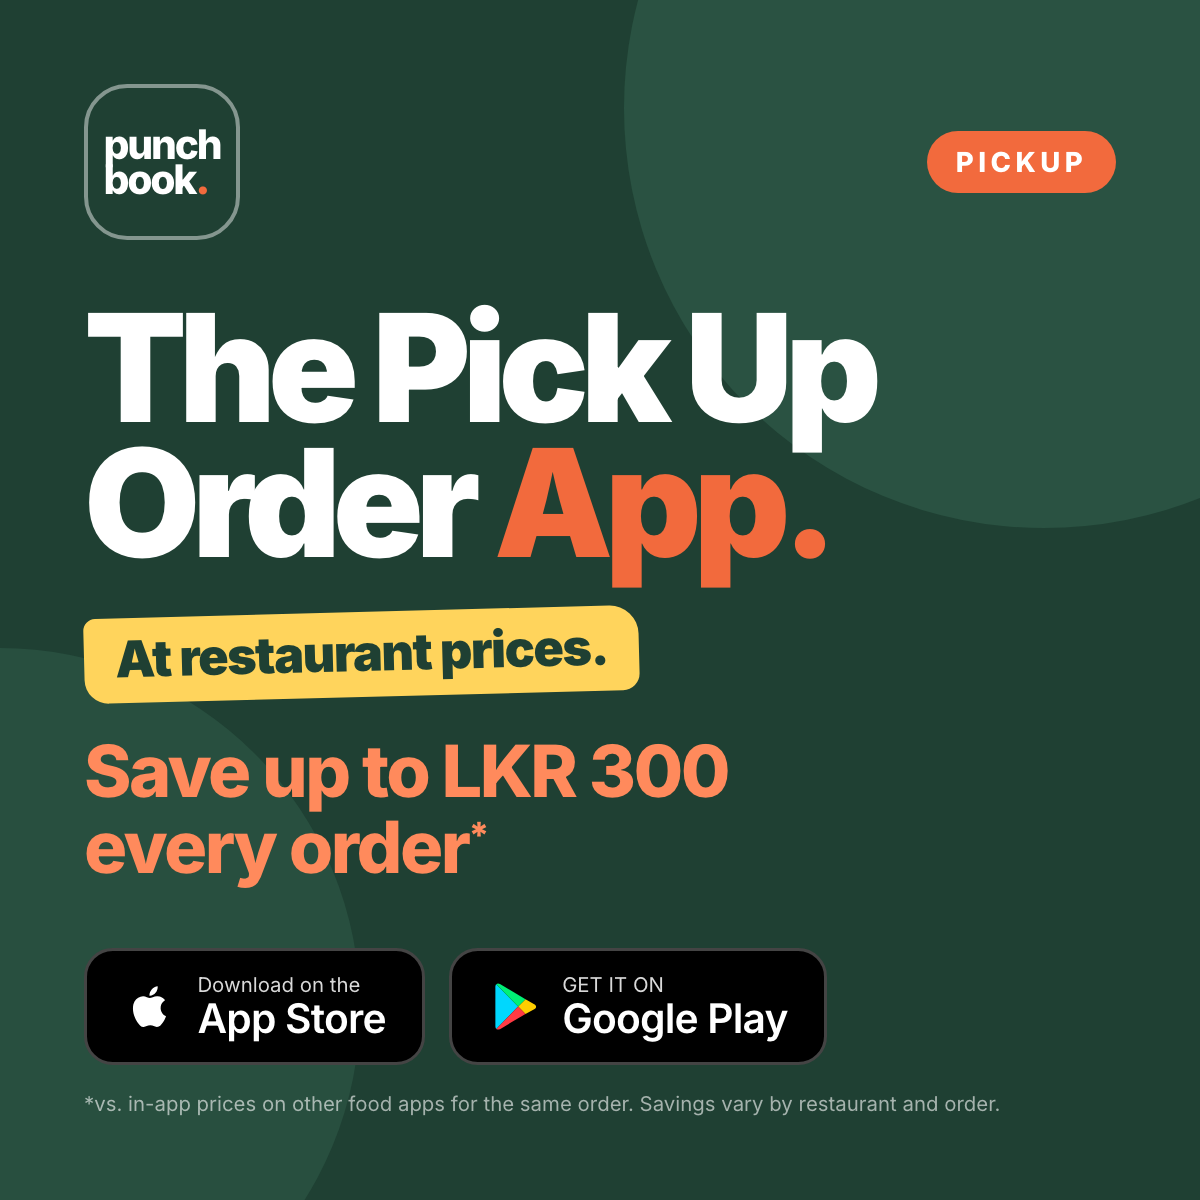 punch
book.
PICKUP
The Pick Up
Order App.
At restaurant prices.
Save up to LKR 300
every order*
Download on the
App Store
GET IT ON
Google Play
*vs. in-app prices on other food apps for the same order. Savings vary by restaurant and order.